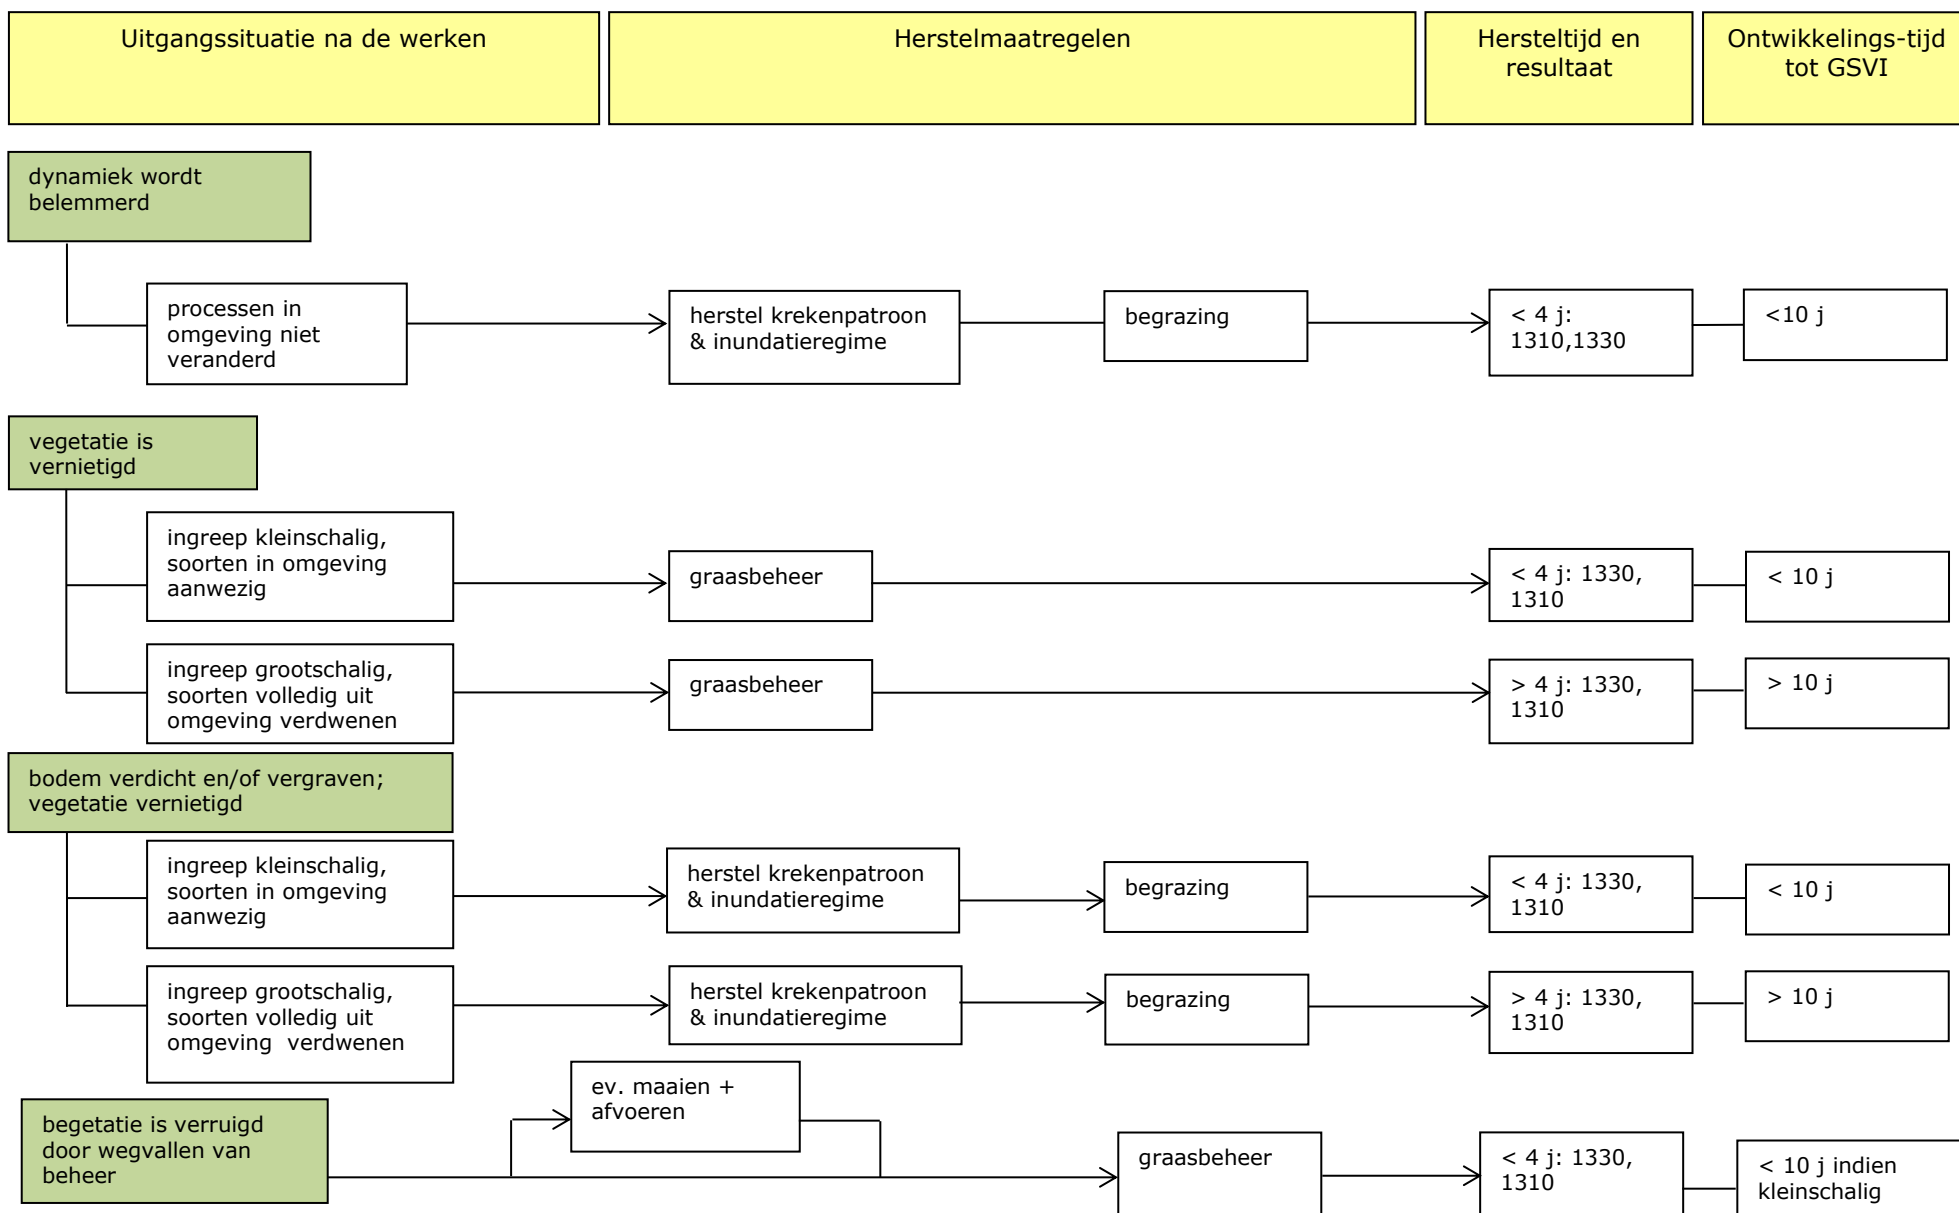 Uitgangssituatie na de werken
Herstelmaatregelen
Hersteltijd en
resultaat
Ontwikkelings-tijd
tot GSVI
dynamiek wordt
belemmerd
processen in
omgeving niet
veranderd
herstel krekenpatroon
& inundatieregime
begrazing
< 4 j:
1310,1330
<10 j
vegetatie is
vernietigd
ingreep kleinschalig,
soorten in omgeving
aanwezig
graasbeheer
< 4 j: 1330,
1310
< 10 j
ingreep grootschalig,
soorten volledig uit
omgeving verdwenen
graasbeheer
> 4 j: 1330,
1310
> 10 j
bodem verdicht en/of vergraven;
vegetatie vernietigd
ingreep kleinschalig,
soorten in omgeving
aanwezig
herstel krekenpatroon
& inundatieregime
begrazing
< 4 j: 1330,
1310
< 10 j
ingreep grootschalig,
soorten volledig uit
omgeving verdwenen
herstel krekenpatroon
& inundatieregime
begrazing
> 4 j: 1330,
1310
> 10 j
begetatie is verruigd
door wegvallen van
beheer
ev. maaien +
afvoeren
graasbeheer
< 4 j: 1330,
1310
< 10 j indien
kleinschalig